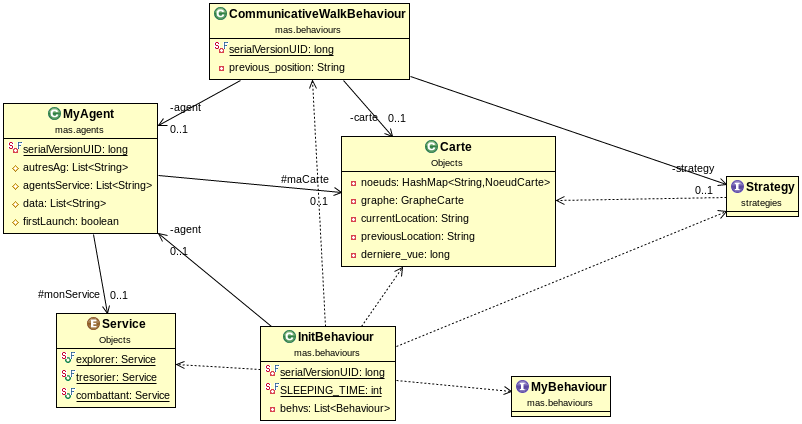 CommunicativeWalkBehaviour
mas.behaviours
serialVersionUID: long
previous_position: String
-agent
0..1
-carte 0..1
-strategy
0..1
MyAgent
mas.agents
serialVersionUID: long
autresAg: List<String>
agentsService: List<String>
data: List<String>
firstLaunch: boolean
#maCarte
0..1
Carte
Objects
noeuds: HashMap<String,NoeudCarte>
graphe: GrapheCarte
currentLocation: String
previousLocation: String
derniere_vue: long
Strategy
strategies
-agent
0..1
#monService 0..1
Service
Objects
explorer: Service
tresorier: Service
combattant: Service
InitBehaviour
mas.behaviours
serialVersionUID: long
SLEEPING_TIME: int
behvs: List<Behaviour>
MyBehaviour
mas.behaviours